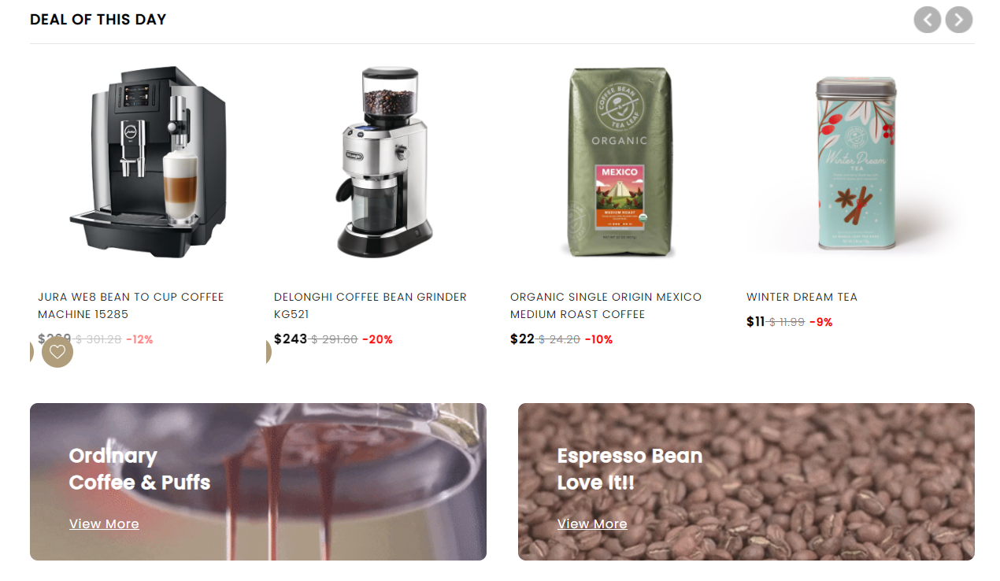 DEAL OF THIS DAY
COFFEE BEAN
TEA LEAF
ORGANIC
MEXICO
MEDIUM ROAST
Winter Dream
TEA
jura
DeLonghi
JURA WE8 BEAN TO CUP COFFEE
MACHINE 15285
$269 $ 301.28 -12%
DELONGHI COFFEE BEAN GRINDER
KG521
$243 $ 291.60 -20%
ORGANIC SINGLE ORIGIN MEXICO
MEDIUM ROAST COFFEE
$22 $ 24.20 -10%
WINTER DREAM TEA
$11 $ 11.99 -9%
Ordinary
Coffee & Puffs
View More
Espresso Bean
Love It!!
View More